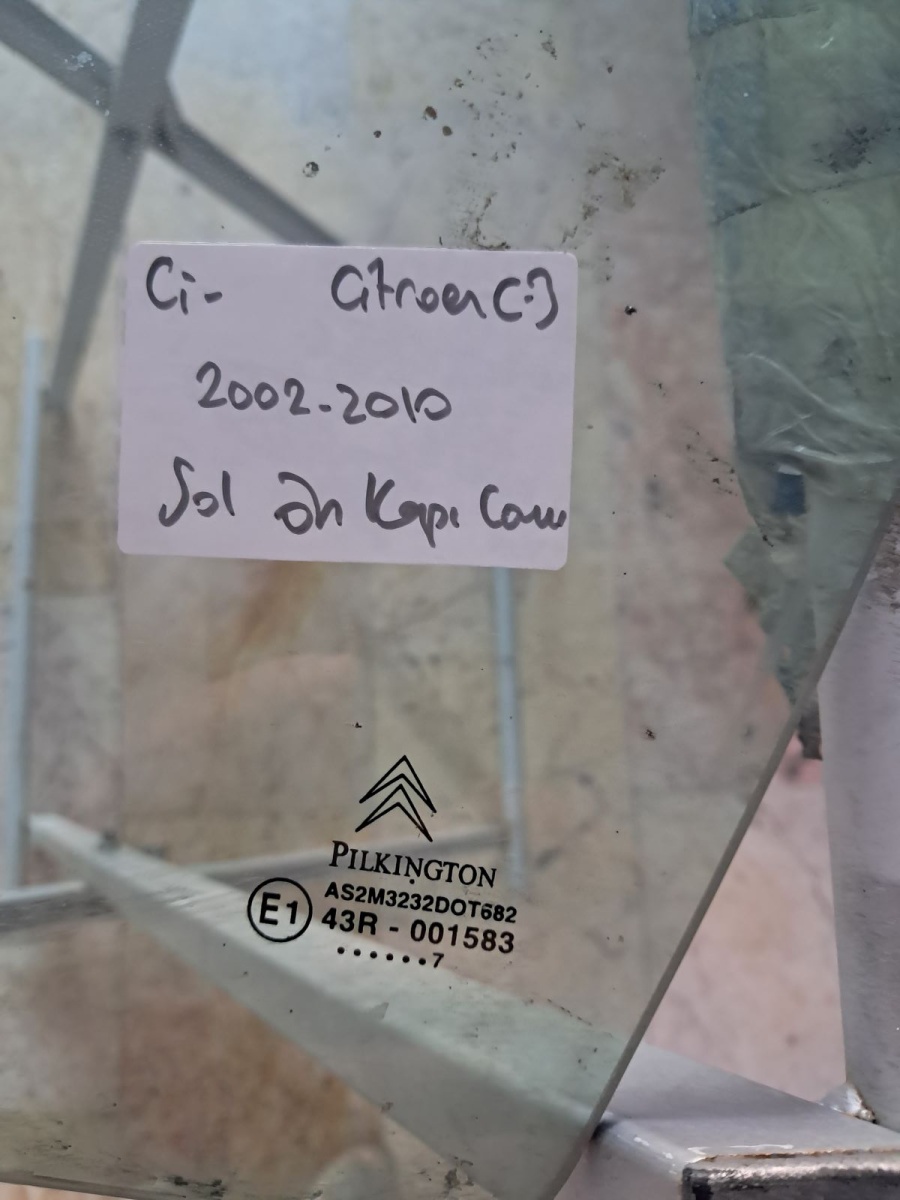 Ci- Citroen C3
2002-2010
Sol Ön Kapı Camı
PILKINGTON
E1
AS2M3232DOT682
43R - 001583
......7